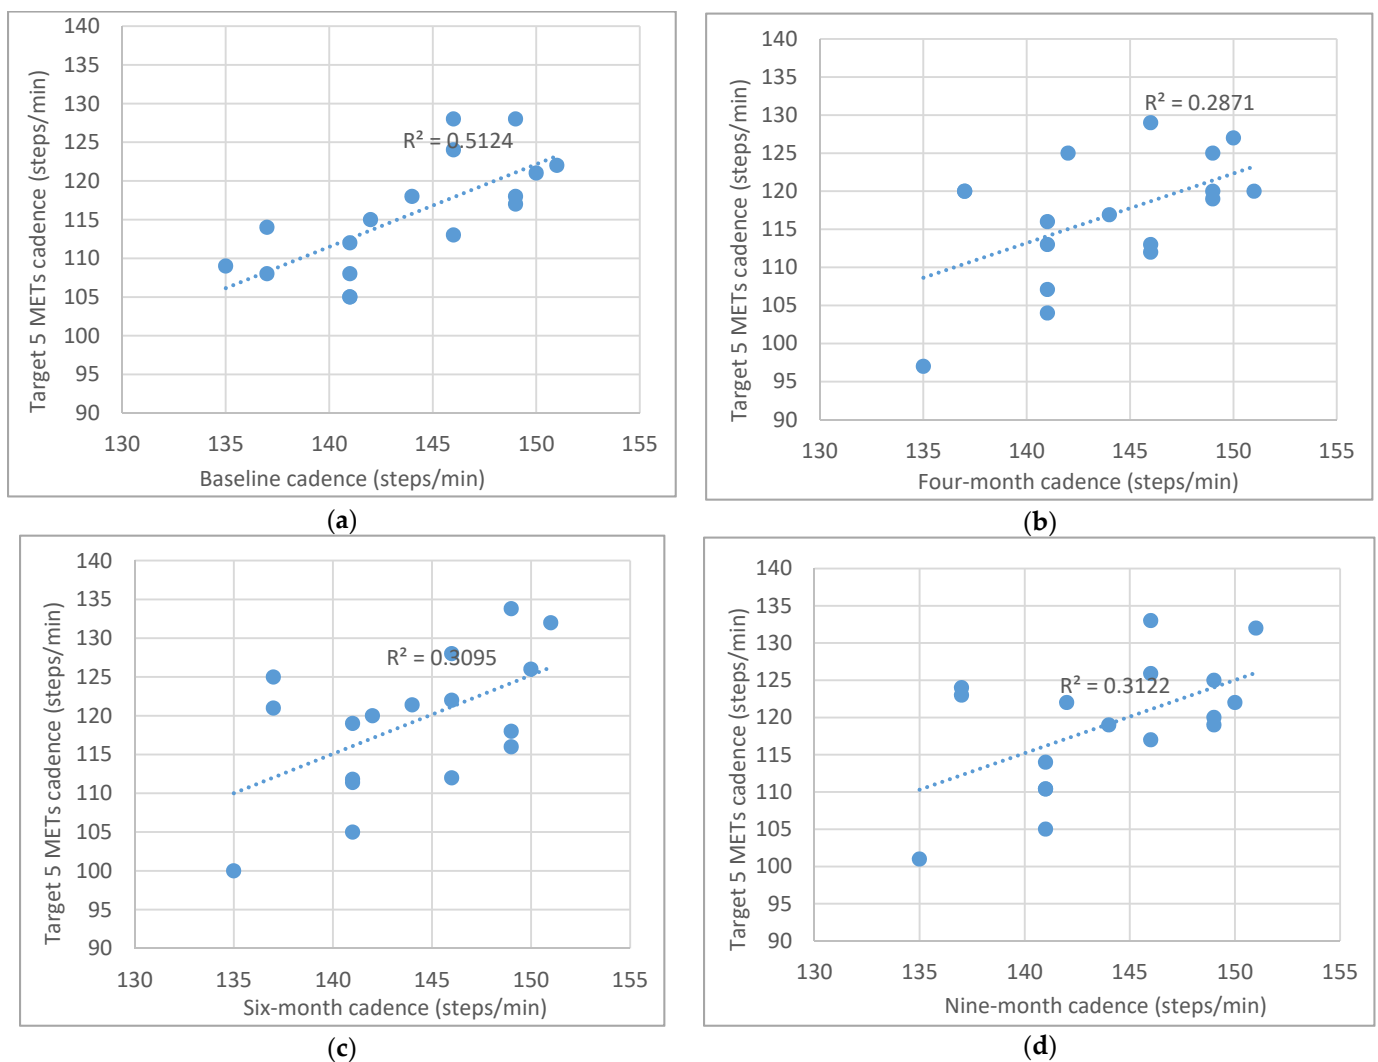 140
135
130
125
120
115
110
105
100
95
90
Target 5 METs cadence (steps/min)
R² = 0.5124
130 135 140 145 150 155
Baseline cadence (steps/min)
(a)
140
135
130
125
120
115
110
105
100
95
90
Target 5 METs cadence (steps/min)
R² = 0.2871
130 135 140 145 150 155
Four-month cadence (steps/min)
(b)
140
135
130
125
120
115
110
105
100
95
90
Target 5 METs cadence (steps/min)
R² = 0.3095
130 135 140 145 150 155
Six-month cadence (steps/min)
(c)
140
135
130
125
120
115
110
105
100
95
90
Target 5 METs cadence (steps/min)
R² = 0.3122
130 135 140 145 150 155
Nine-month cadence (steps/min)
(d)